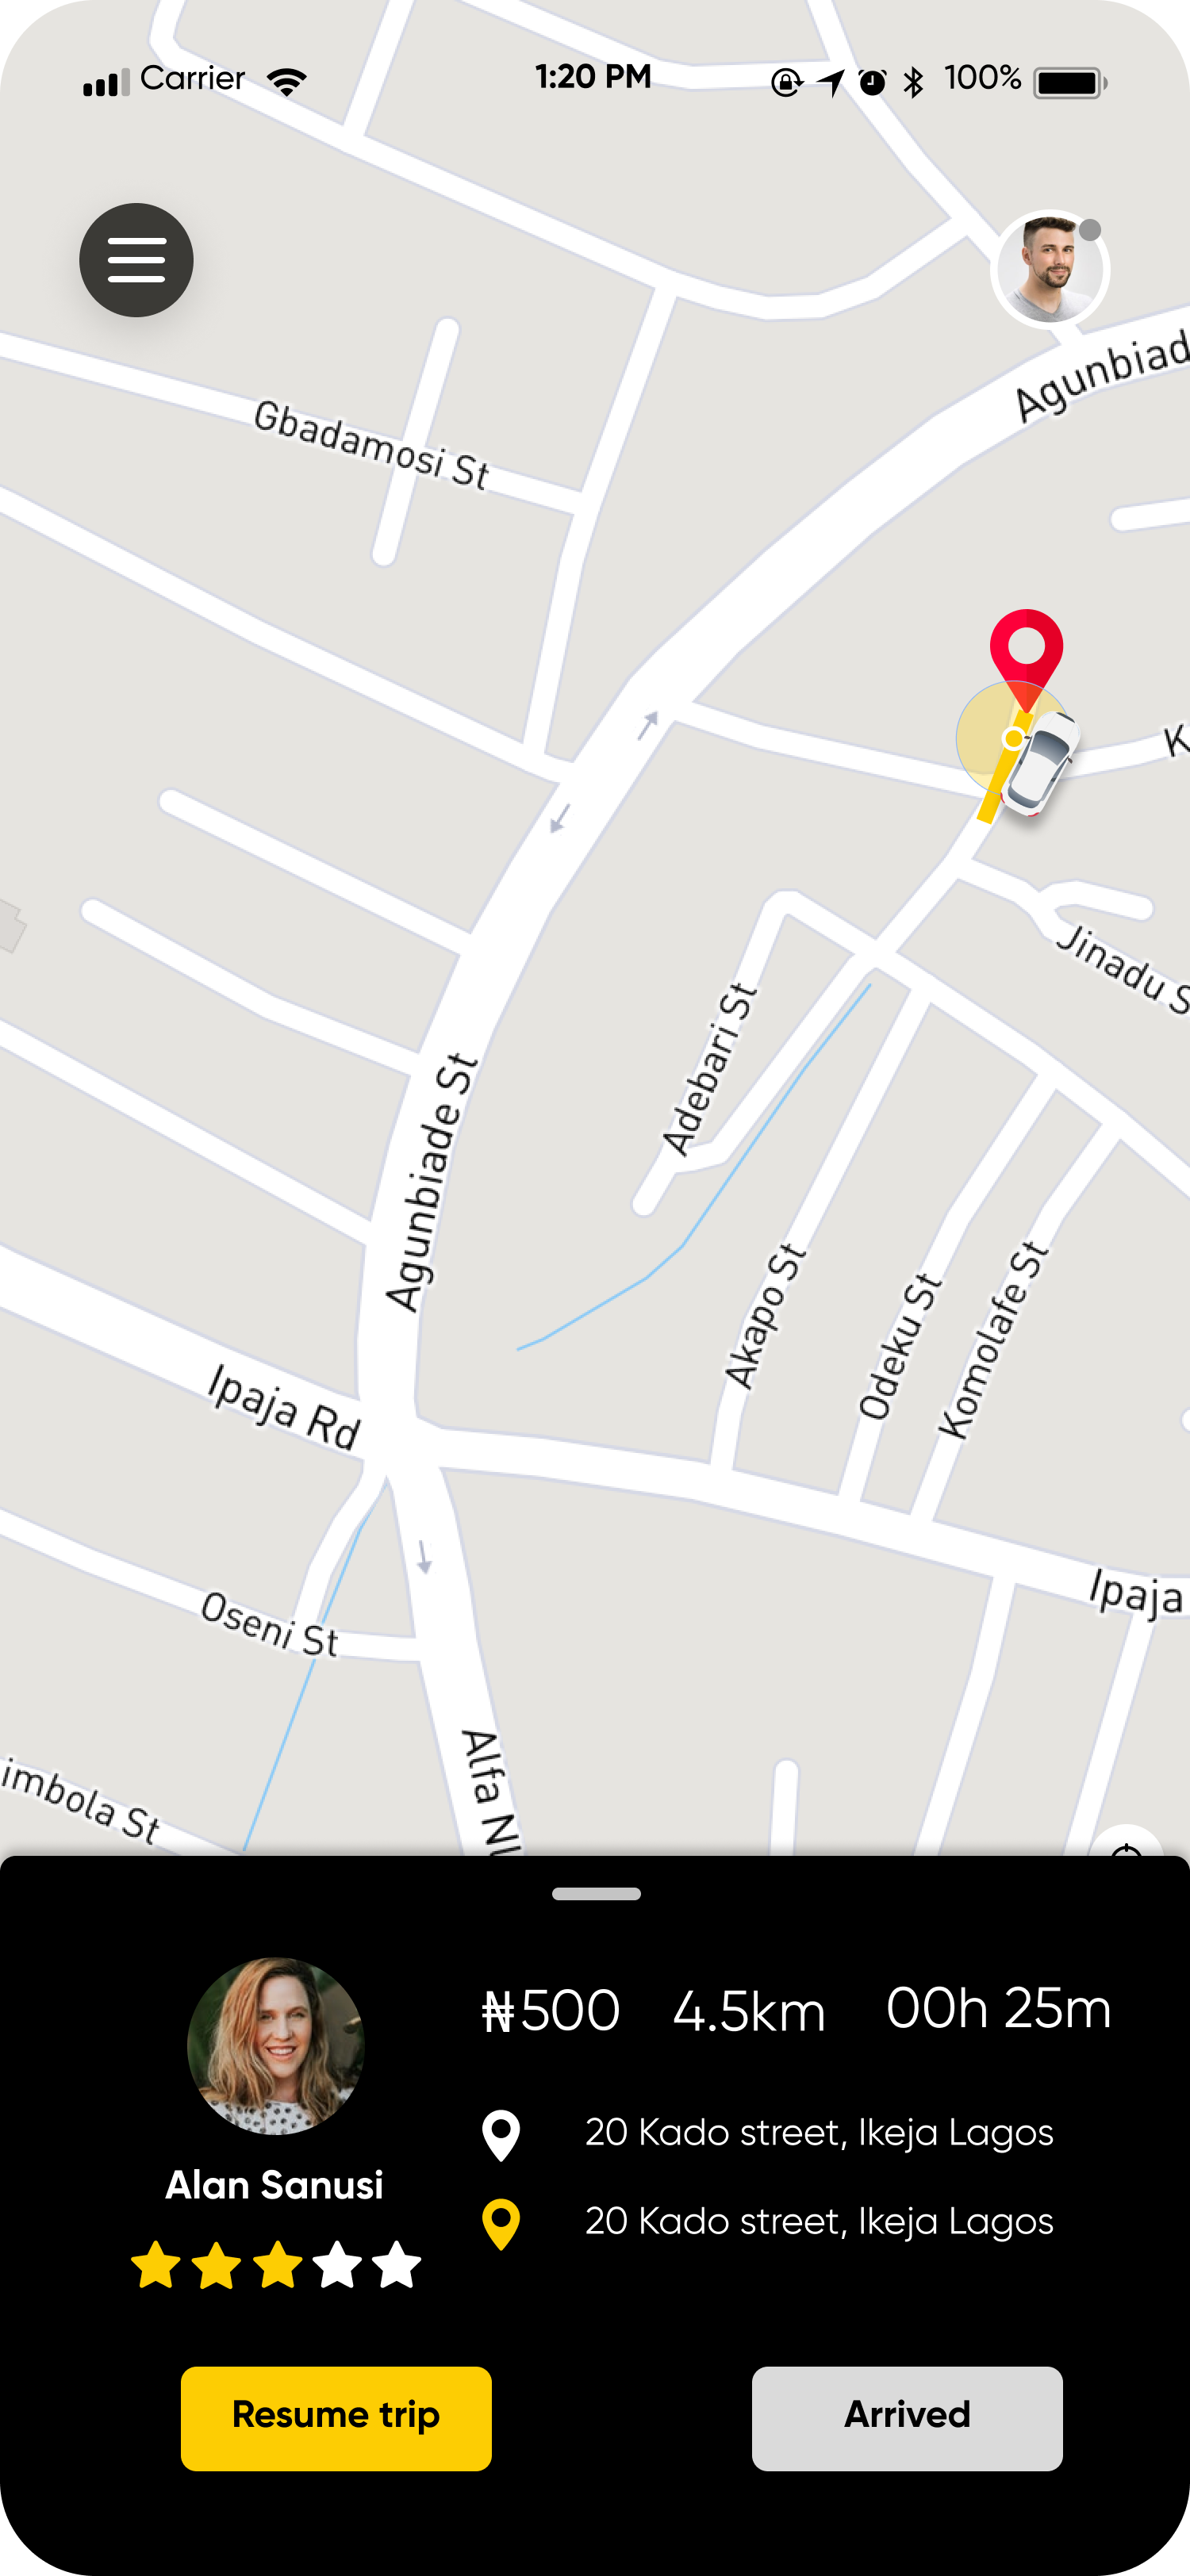 Carrier 1:20 PM 100%
Agunbiad
Gbadamosi St
K
Jinadu S
Adebari St
Agunbiade St
Akapo St
Odeku St
Komolafe St
Ipaja Rd
Ipaja
Oseni St
Alfa Ni
imbola St
₦500 4.5km 00h 25m
20 Kado street, Ikeja Lagos
Alan Sanusi
20 Kado street, Ikeja Lagos
Resume trip Arrived